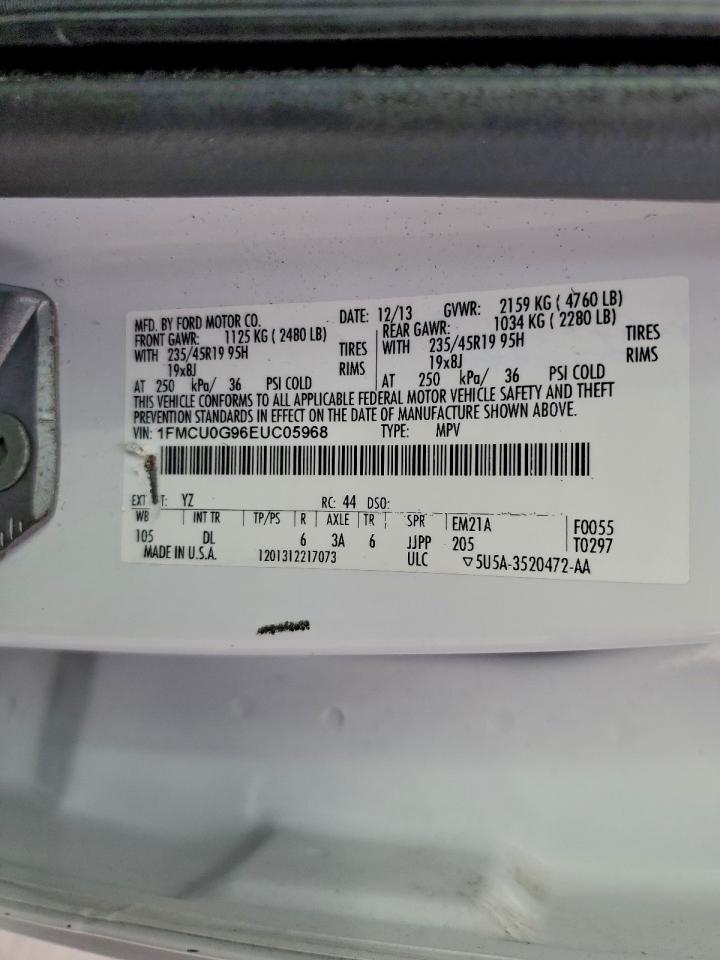 MFD. BY FORD MOTOR CO. DATE: 12/13 GVWR: 2159 KG ( 4760 LB)
FRONT GAWR: 1125 KG ( 2480 LB) REAR GAWR: 1034 KG ( 2280 LB)
WITH 235/45R19 95H TIRES WITH 235/45R19 95H TIRES
19x8J RIMS 19x8J RIMS
AT 250 kPa/ 36 PSI COLD AT 250 kPa/ 36 PSI COLD
THIS VEHICLE CONFORMS TO ALL APPLICABLE FEDERAL MOTOR VEHICLE SAFETY AND THEFT
PREVENTION STANDARDS IN EFFECT ON THE DATE OF MANUFACTURE SHOWN ABOVE.
VIN: 1FMCU0G96EUC05968 TYPE: MPV
EXT T: YZ RC: 44 DSO:
WB INT TR TP/PS R AXLE TR SPR EM21A F0055
105 DL 6 3A 6 JJPP 205 T0297
MADE IN U.S.A. 1201312217073 ULC ▽5U5A-3520472-AA